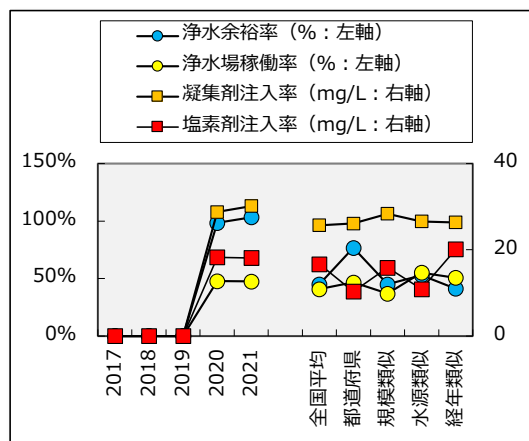 浄水余裕率（%：左軸）
浄水場稼働率（%：左軸）
凝集剤注入率（mg/L：右軸）
塩素剤注入率（mg/L：右軸）
150%
100%
50%
0%
40
20
0
2017
2018
2019
2020
2021
全国平均
都道府県
規模類似
水源類似
経年類似